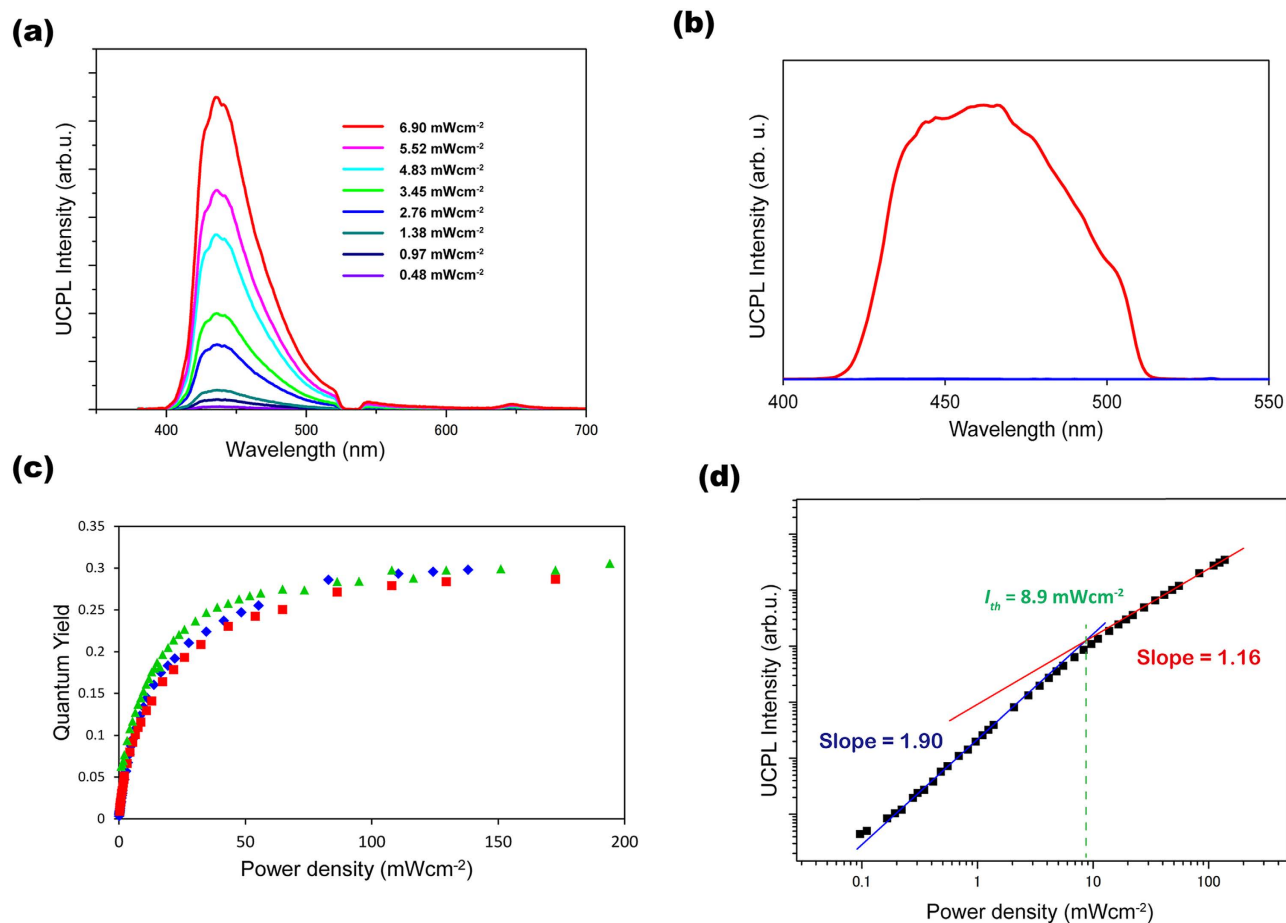 (a)
UCPL Intensity (arb.u.)
6.90 mWcm-2
5.52 mWcm-2
4.83 mWcm-2
3.45 mWcm-2
2.76 mWcm-2
1.38 mWcm-2
0.97 mWcm-2
0.48 mWcm-2
400 500 600 700
Wavelength (nm)
(b)
UCPL Intensity (arb. u.)
400 450 500 550
Wavelength (nm)
(c)
Quantum Yield
0.35
0.3
0.25
0.2
0.15
0.1
0.05
0
0 50 100 150 200
Power density (mWcm-2)
(d)
UCPL Intensity (arb.u.)
Ith = 8.9 mWcm-2
Slope = 1.16
Slope = 1.90
0.1 1 10 100
Power density (mWcm-2)